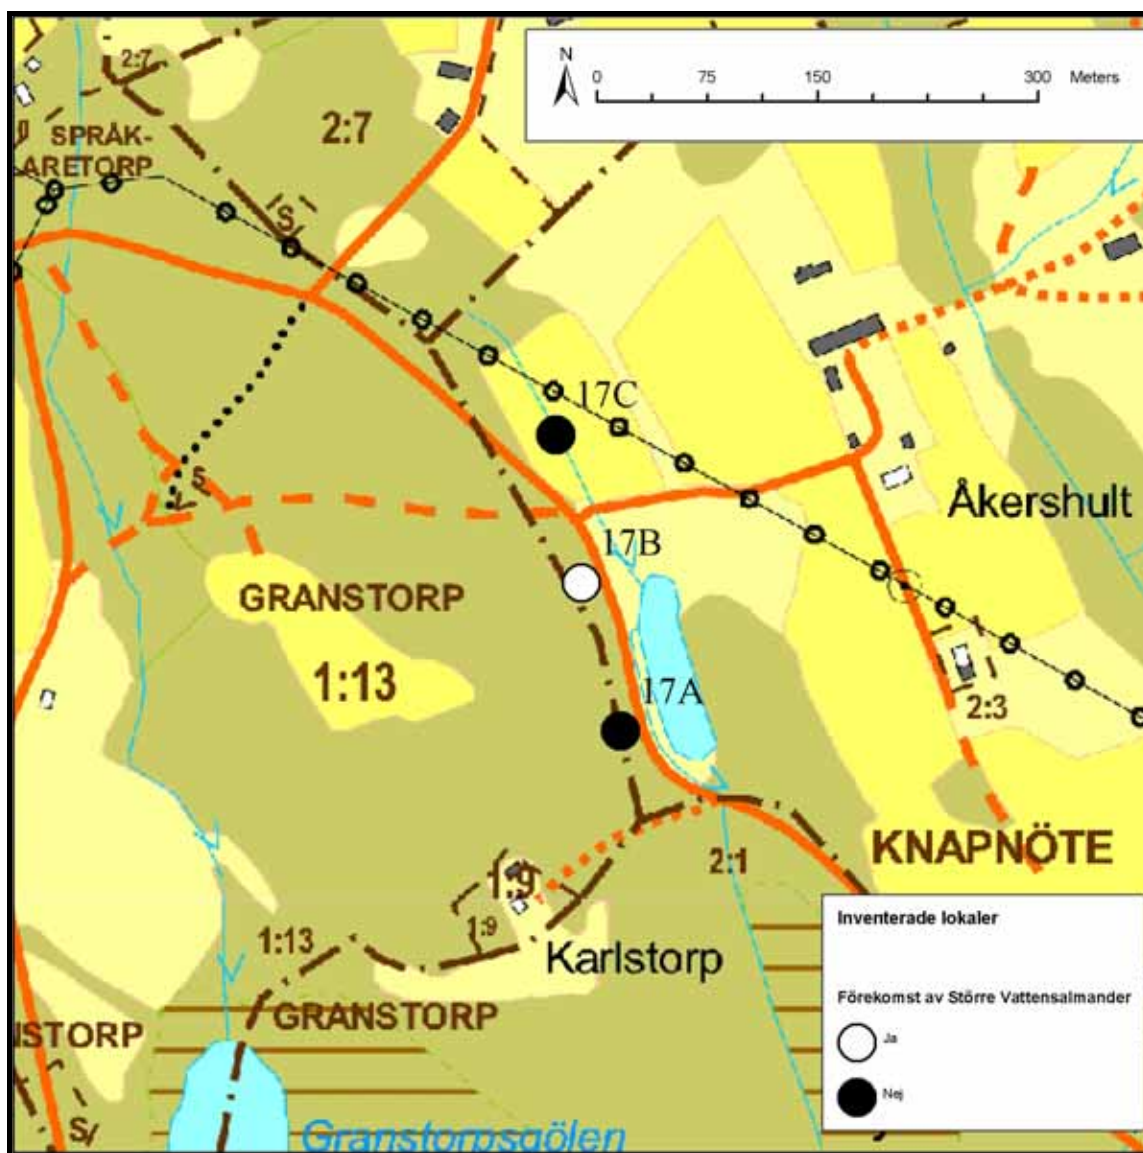 N
0 75 150 300 Meters
2:7
2:7
SPRÅK-
ARETORP
S
17C
S
Åkershult
17B
GRANSTORP
1:13
17A
2:3
KNAPNÖTE
2:1
1:9
1:9
1:13
Karlstorp
GRANSTORP
NSTORP
S
Granstorpsgölen
Inventerade lokaler
Förekomst av Större Vattensalmander
Ja
Nej